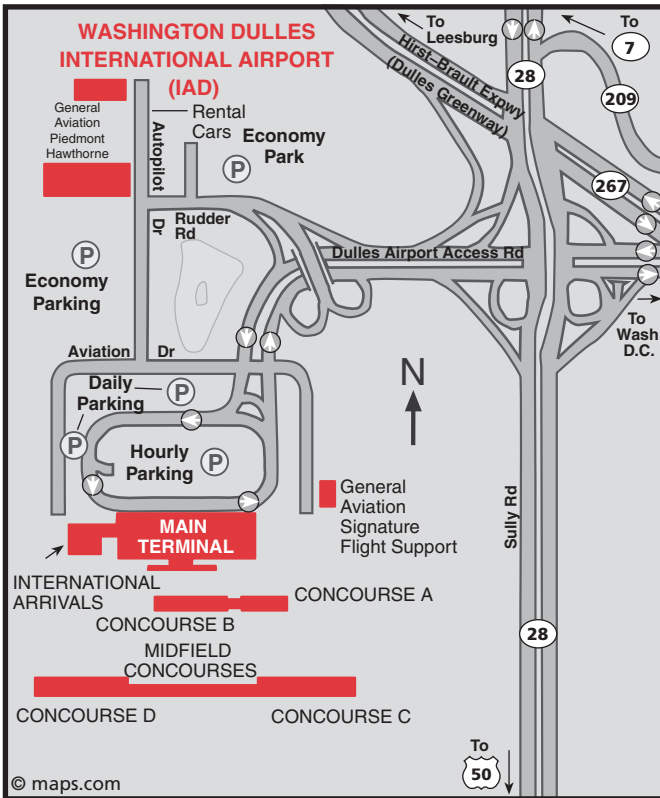 WASHINGTON DULLES
INTERNATIONAL AIRPORT
(IAD)
To
Leesburg
To
7
28
209
Hirst–Brault Expwy
(Dulles Greenway)
General
Aviation
Piedmont
Hawthorne
Rental
Cars
Autopilot
Dr
Economy
Park
P
267
Rudder
Rd
P
Economy
Parking
Dulles Airport Access Rd
To
Wash
D.C.
Aviation Dr
N
Daily
Parking
P
P
Hourly
Parking
P
General
Aviation
Signature
Flight Support
Sully Rd
MAIN
TERMINAL
INTERNATIONAL
ARRIVALS
CONCOURSE A
CONCOURSE B
MIDFIELD
CONCOURSES
28
CONCOURSE D
CONCOURSE C
To
50
© maps.com